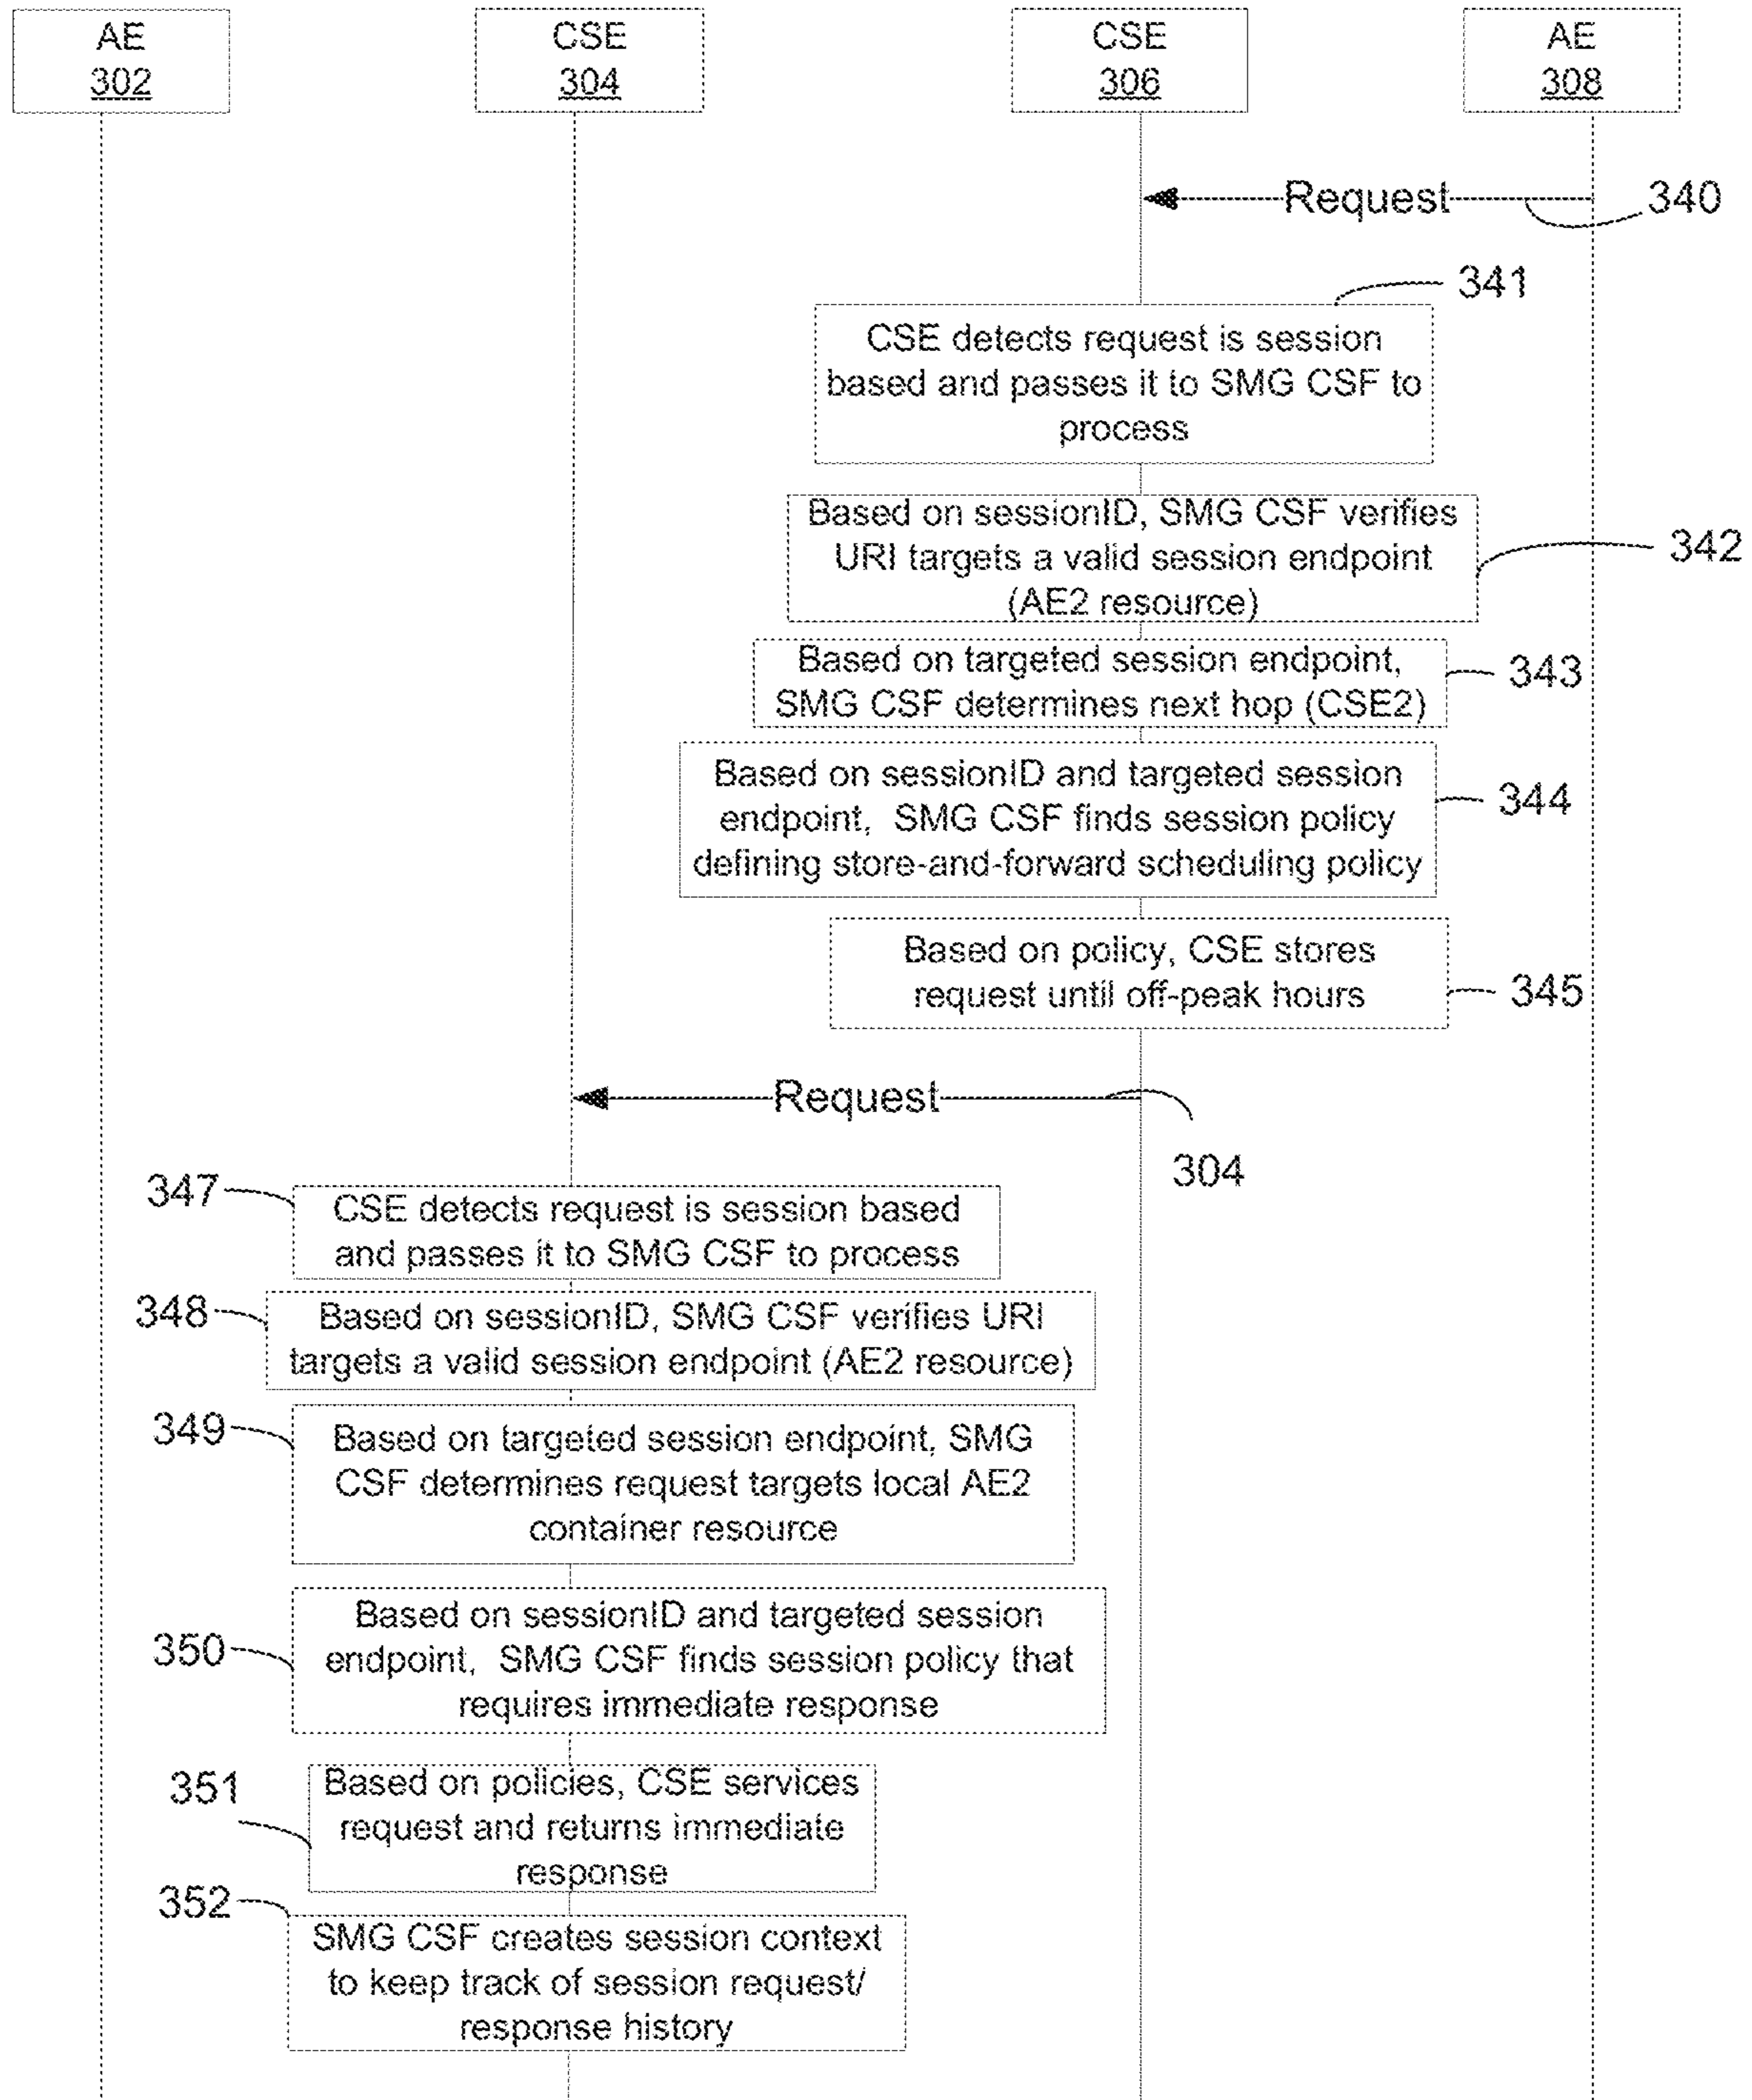 AE
302
CSE
304
CSE
306
AE
308
Request
340
341
CSE detects request is session
based and passes it to SMG CSF to
process
Based on sessionID, SMG CSF verifies
URI targets a valid session endpoint
(AE2 resource)
342
Based on targeted session endpoint,
SMG CSF determines next hop (CSE2)
343
Based on sessionID and targeted session
endpoint, SMG CSF finds session policy
defining store-and-forward scheduling policy
344
Based on policy, CSE stores
request until off-peak hours
345
Request
304
347
CSE detects request is session based
and passes it to SMG CSF to process
348
Based on sessionID, SMG CSF verifies URI
targets a valid session endpoint (AE2 resource)
349
Based on targeted session endpoint, SMG
CSF determines request targets local AE2
container resource
350
Based on sessionID and targeted session
endpoint, SMG CSF finds session policy that
requires immediate response
351
Based on policies, CSE services
request and returns immediate
response
352
SMG CSF creates session context
to keep track of session request/
response history